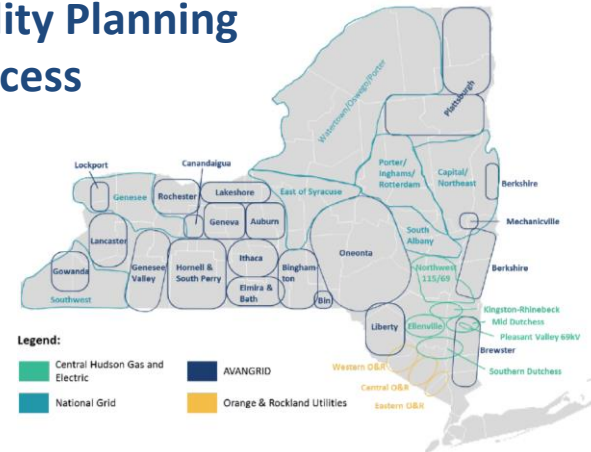 lity Planning
cess
Watertown/Oswego/Porter
Plattsburgh
Lockport
Canandaigua
Genesee
Rochester
Lakeshore
East of Syracuse
Porter/
Inghams/
Rotterdam
Capital/
Northeast
Berkshire
Geneva
Auburn
Mechanicville
Lancaster
South
Albany
Oneonta
Gowanda
Genesee
Valley
Hornell &
South Perry
Ithaca
Bingham
ton
Northwest
115/69
Berkshire
Southwest
Elmira &
Bath
Bin
Kingston-Rhinebeck
Liberty
Ellenville
Mid Dutchess
Pleasant Valley 69kV
Brewster
Western O&R
Southern Dutchess
Central O&R
Eastern O&R
Legend:
Central Hudson Gas and
Electric
AVANGRID
National Grid
Orange & Rockland Utilities